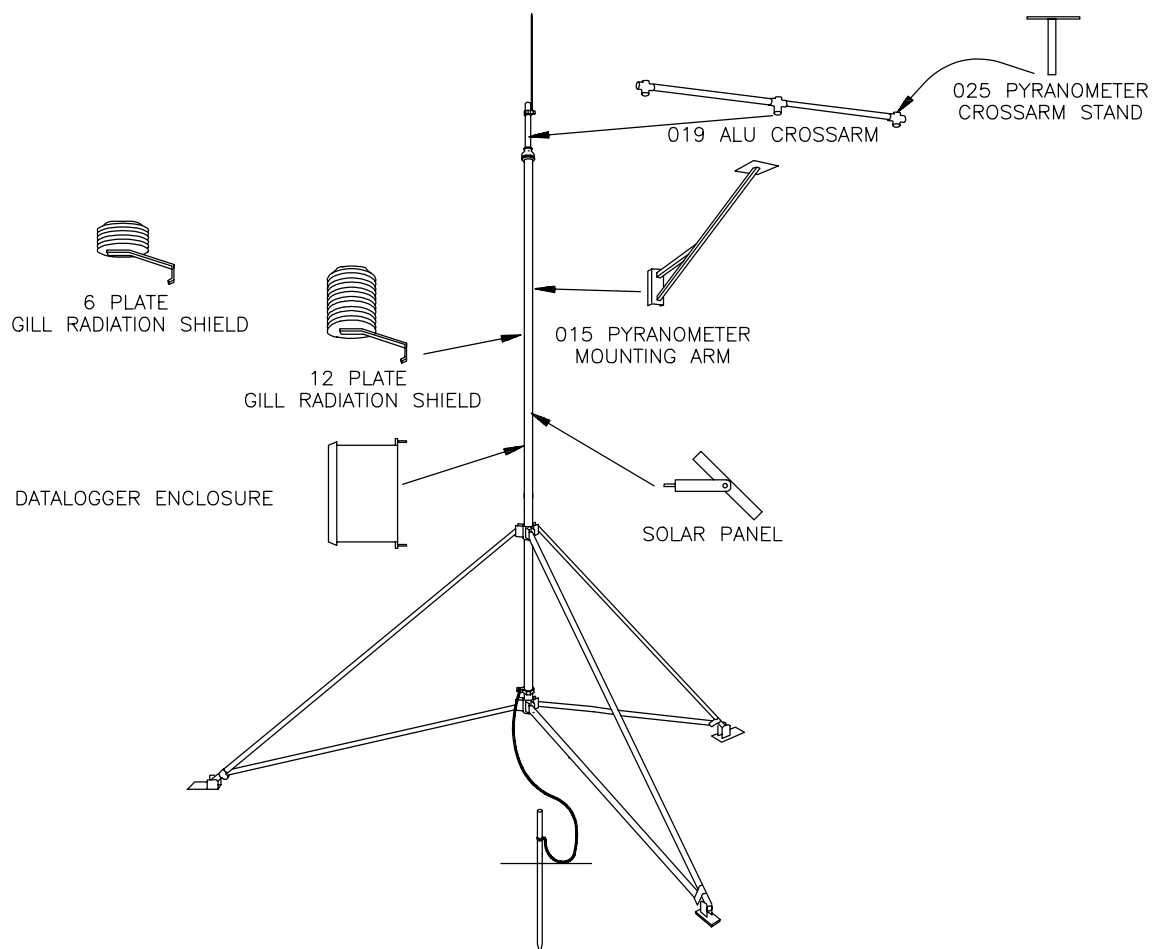 025 PYRANOMETER
CROSSARM STAND
019 ALU CROSSARM
6 PLATE
GILL RADIATION SHIELD
015 PYRANOMETER
MOUNTING ARM
12 PLATE
GILL RADIATION SHIELD
DATALOGGER ENCLOSURE
SOLAR PANEL